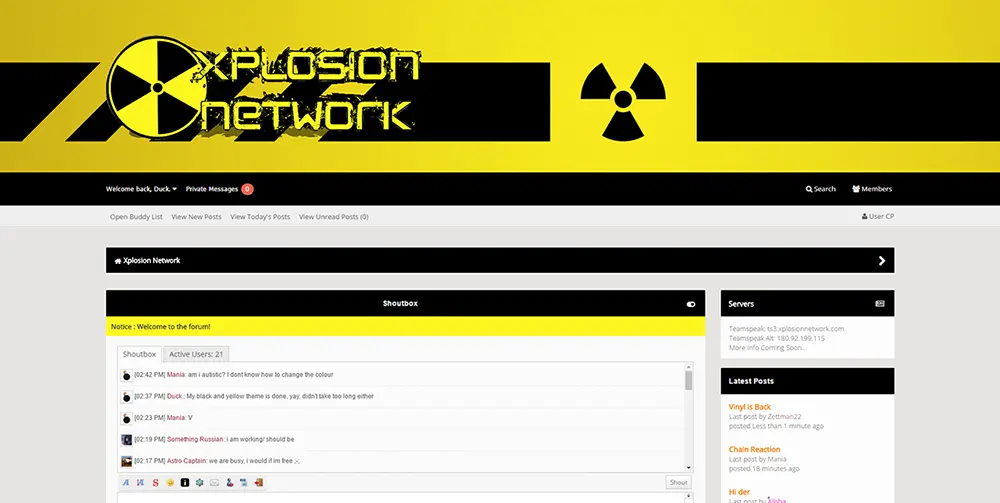 XPLOSION
NETWORK
Welcome back, Duck.
Private Messages 0
Search
Members
Open Buddy List
View New Posts
View Today's Posts
View Unread Posts (0)
User CP
Xplosion Network
Shoutbox
Notice : Welcome to the forum!
Shoutbox
Active Users: 21
[02:42 PM] Mania: am i autistic? I dont know how to change the colour
[02:37 PM] Duck.: My black and yellow theme is done, yay, didn't take too long either
[02:23 PM] Mania: V
[02:19 PM] Something Russian: i am working/ should be
[02:17 PM] Astro Captain: we are busy, i would if im free ;-;
Shout
Servers
Teamspeak: ts3.xplosionnetwork.com
Teamspeak Alt: 180.92.199.115
More Info Coming Soon..
Latest Posts
Vinyl is Back
Last post by Zettman22
posted Less than 1 minute ago
Chain Reaction
Last post by Mania
posted 18 minutes ago
Hi der
Last post by Alpha